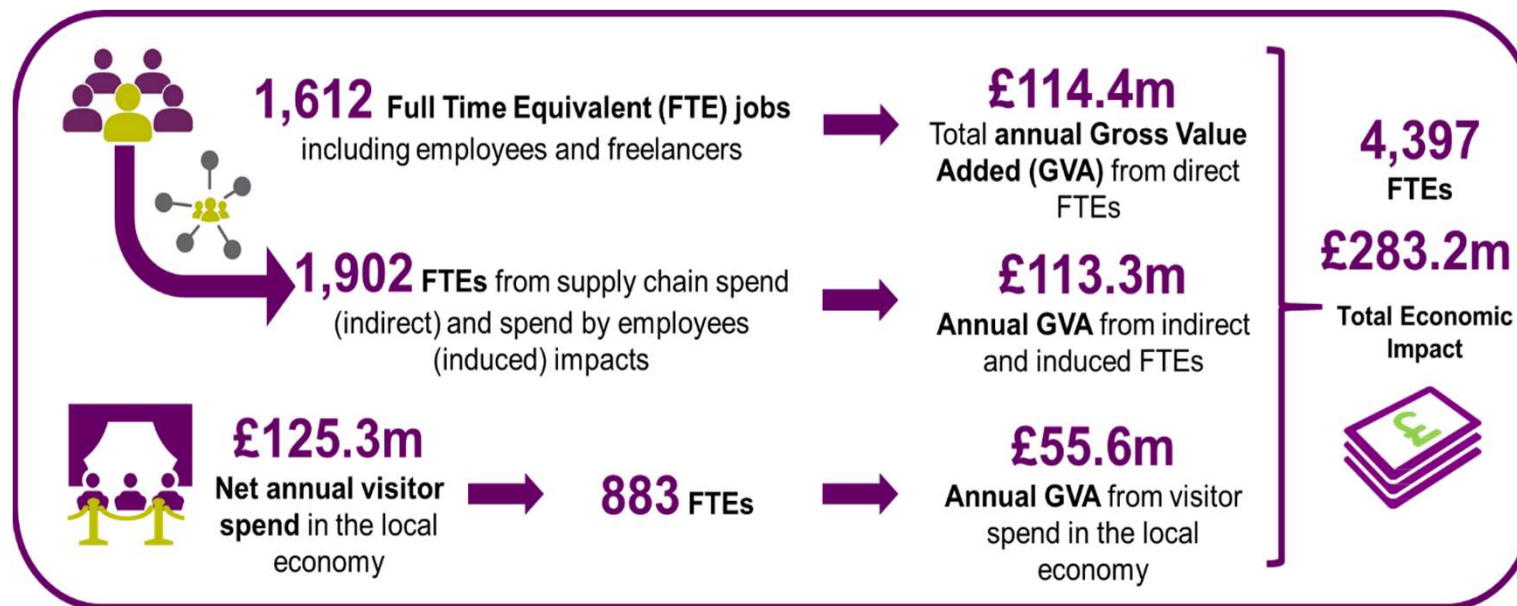 1,612 Full Time Equivalent (FTE) jobs
including employees and freelancers
£114.4m
Total annual Gross Value
Added (GVA) from direct
FTEs
1,902 FTEs from supply chain spend
(indirect) and spend by employees
(induced) impacts
£113.3m
Annual GVA from indirect
and induced FTEs
£125.3m
Net annual visitor
spend in the local
economy
883 FTEs
£55.6m
Annual GVA from visitor
spend in the local
economy
4,397
FTEs
£283.2m
Total Economic
Impact
£